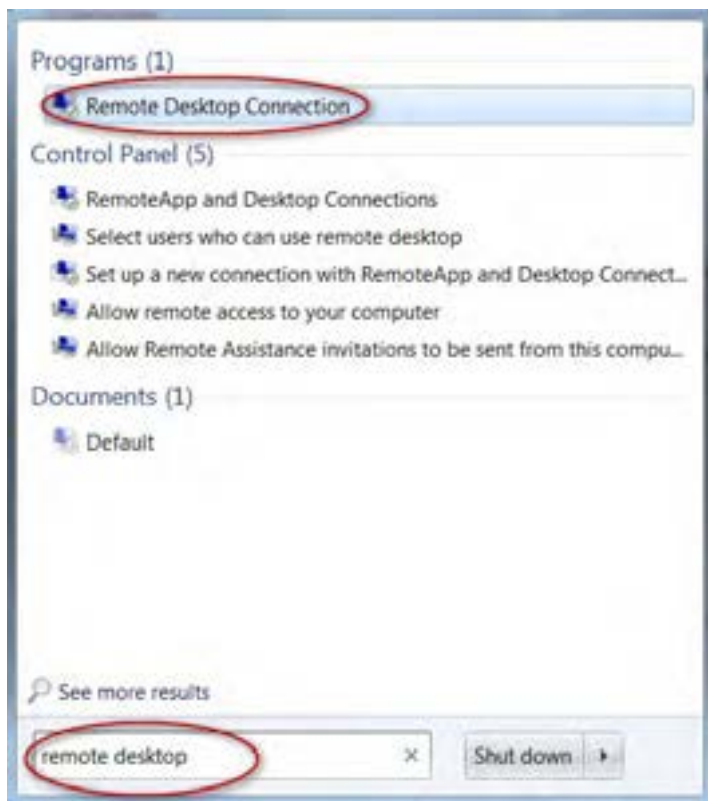 Programs (1)
Remote Desktop Connection
Control Panel (5)
RemoteApp and Desktop Connections
Select users who can use remote desktop
Set up a new connection with RemoteApp and Desktop Connect...
Allow remote access to your computer
Allow Remote Assistance invitations to be sent from this compu...
Documents (1)
Default
See more results
remote desktop
Shut down